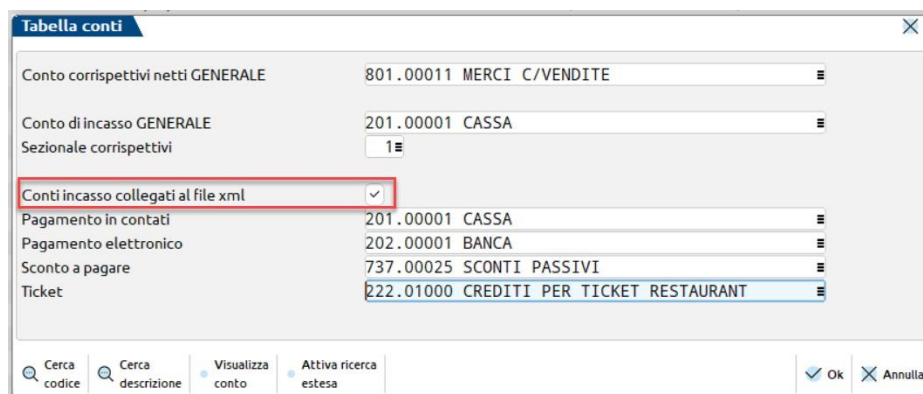 Tabella conti
Conto corrispettivi netti GENERALE 801.00011 MERCI C/VENDITE
Conto di incasso GENERALE 201.00001 CASSA
Sezionale corrispettivi 1
Conti incasso collegati al file xml
Pagamento in contati 201.00001 CASSA
Pagamento elettronico 202.00001 BANCA
Sconto a pagare 737.00025 SCONTI PASSIVI
Ticket 222.01000 CREDITI PER TICKET RESTAURANT
Cerca codice Cerca descrizione Visualizza conto Attiva ricerca estesa Ok Annulla